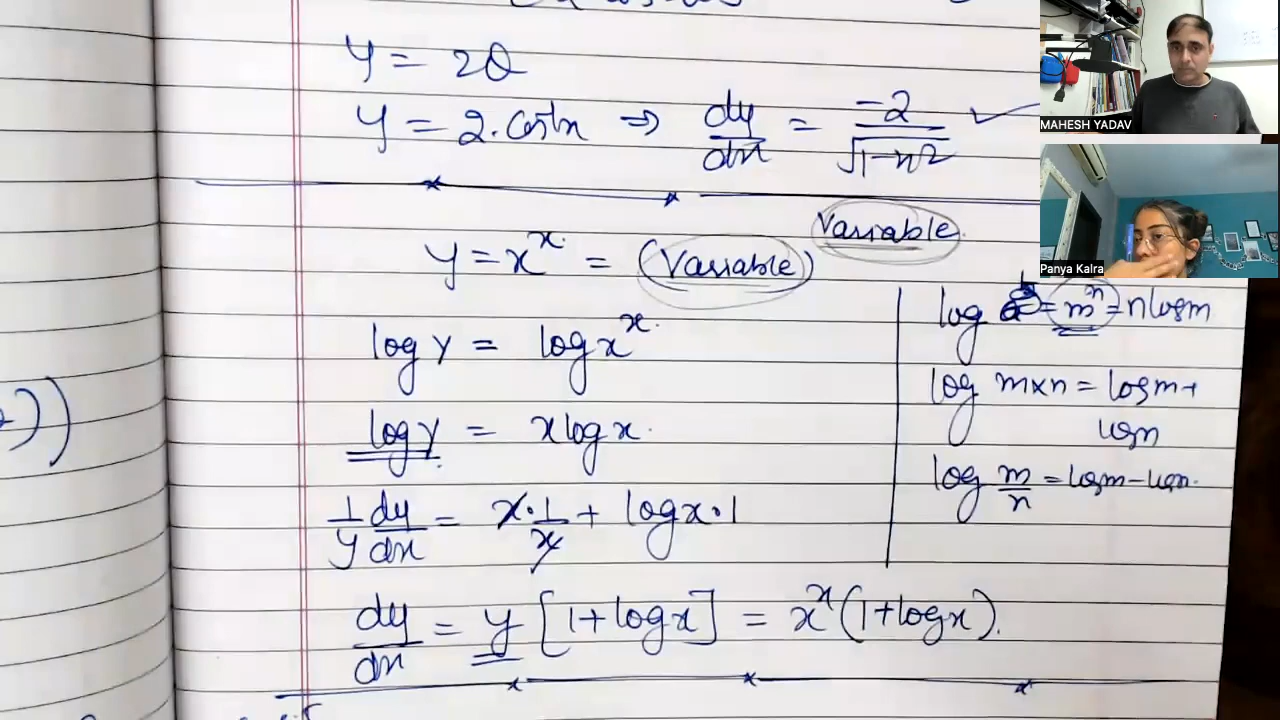 y = 2θ
y = 2.cos⁻¹x ⇒ dy/dx = -2/√1-x² ✓
MAHESH YADAV
Variable.
y = x^x. = (Variable)
Panya Kalra
log y = log x^x.
log y = x log x.
1/y dy/dx = x·1/x + log x·1
dy/dx = y [1+log x] = x^x (1+log x).
= m^n = n log m
log m×n = log m +
log n
log m/n = log m - log n.